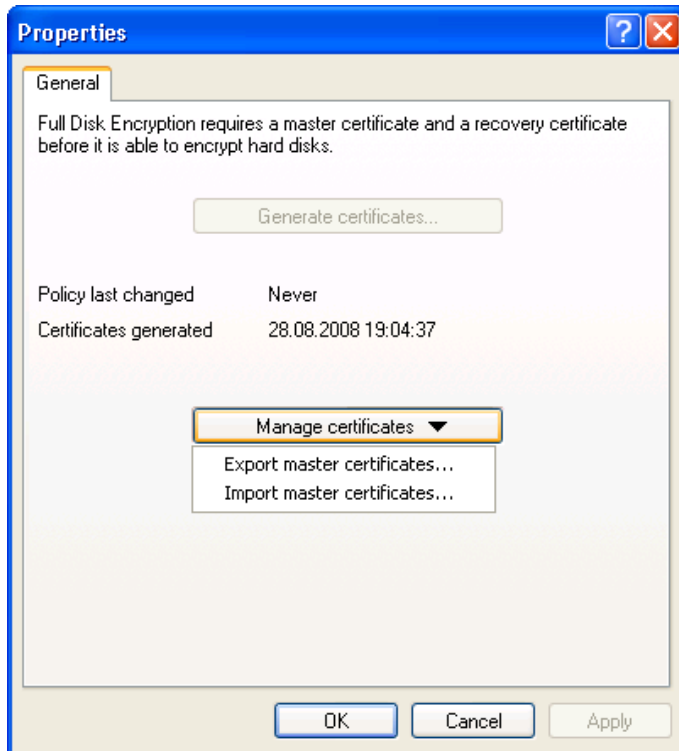 Properties
General
Full Disk Encryption requires a master certificate and a recovery certificate
before it is able to encrypt hard disks.
Generate certificates...
Policy last changed Never
Certificates generated 28.08.2008 19:04:37
Manage certificates
Export master certificates...
Import master certificates...
OK Cancel Apply